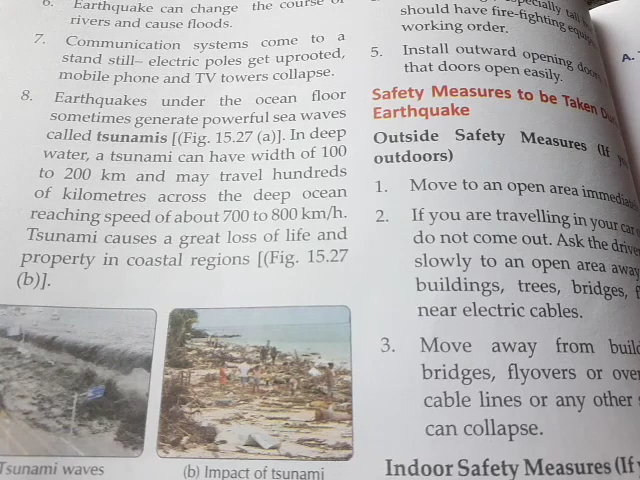 6. Earthquake can change the course of
rivers and cause floods.
7. Communication systems come to a
stand still– electric poles get uprooted,
mobile phone and TV towers collapse.
8. Earthquakes under the ocean floor
sometimes generate powerful sea waves
called tsunamis [(Fig. 15.27 (a)]. In deep
water, a tsunami can have width of 100
to 200 km and may travel hundreds
of kilometres across the deep ocean
reaching speed of about 700 to 800 km/h.
Tsunami causes a great loss of life and
property in coastal regions [(Fig. 15.27
(b)].
Tsunami waves
(b) Impact of tsunami
should have fire-fighting
working order.
5. Install outward opening
that doors open easily.
Safety Measures to be Taken
Earthquake
Outside Safety Measures (If
outdoors)
1. Move to an open area
2. If you are travelling in your car
do not come out. Ask the
slowly to an open area away
buildings, trees, bridges,
near electric cables.
3. Move away from
bridges, flyovers or
cable lines or any other
can collapse.
Indoor Safety Measures (If
A.